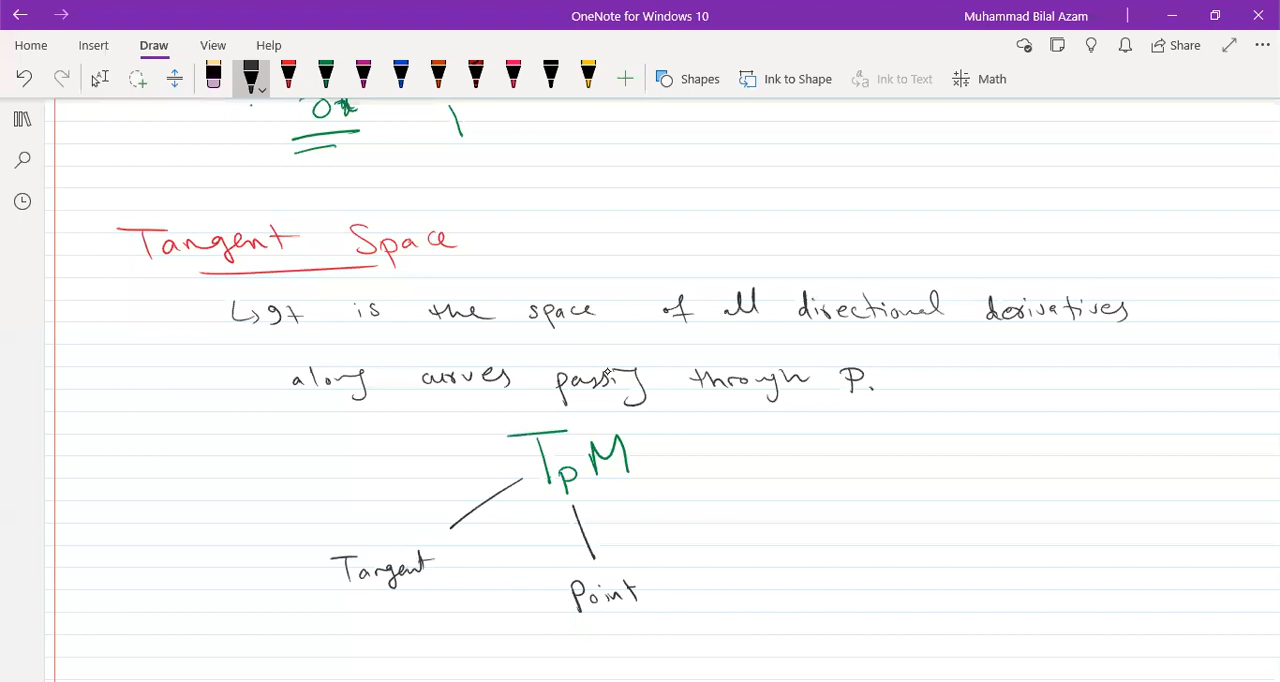 OneNote for Windows 10
Muhammad Bilal Azam
Home Insert Draw View Help
Share
Shapes Ink to Shape Ink to Text Math
Tangent Space
It is the space of all directional derivatives
along curves passing through P.
TpM
Tangent
Point